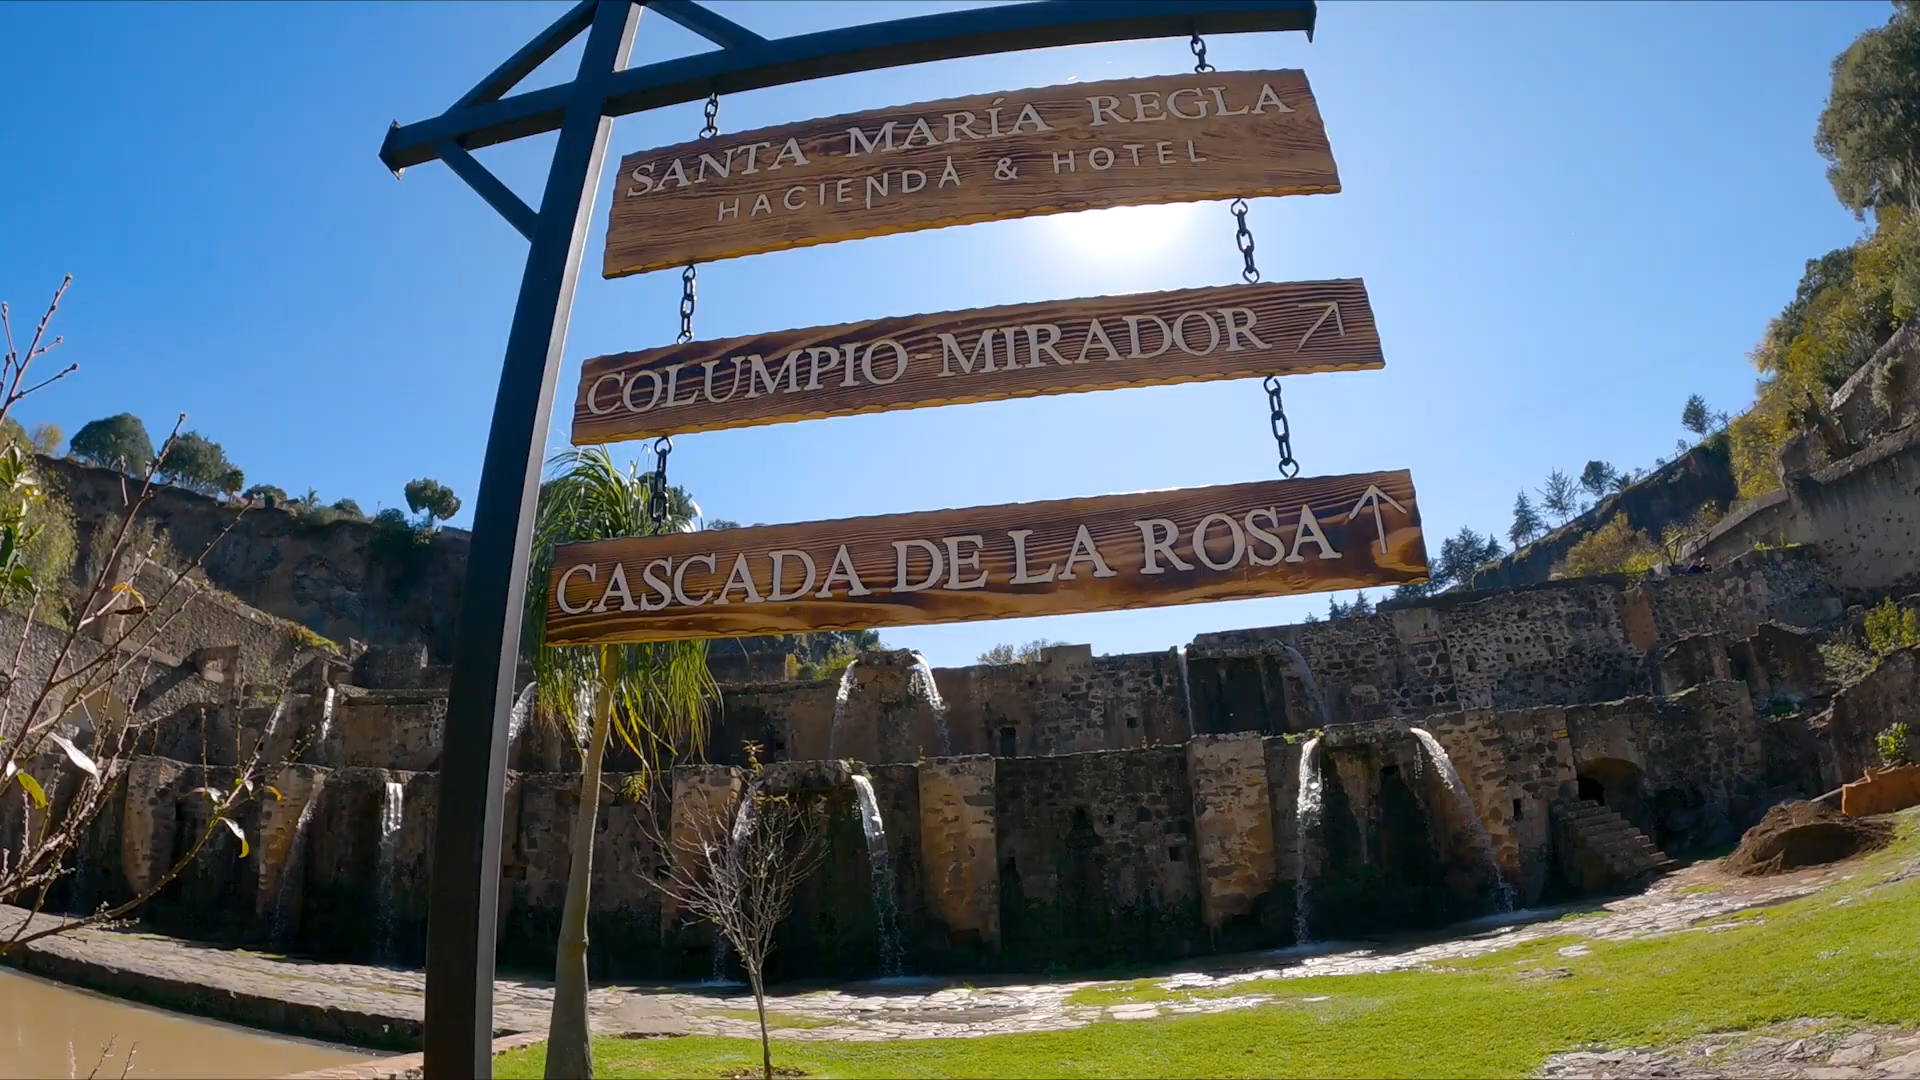 SANTA MARÍA REGLA
HACIENDA & HOTEL
COLUMPIO-MIRADOR
CASCADA DE LA ROSA